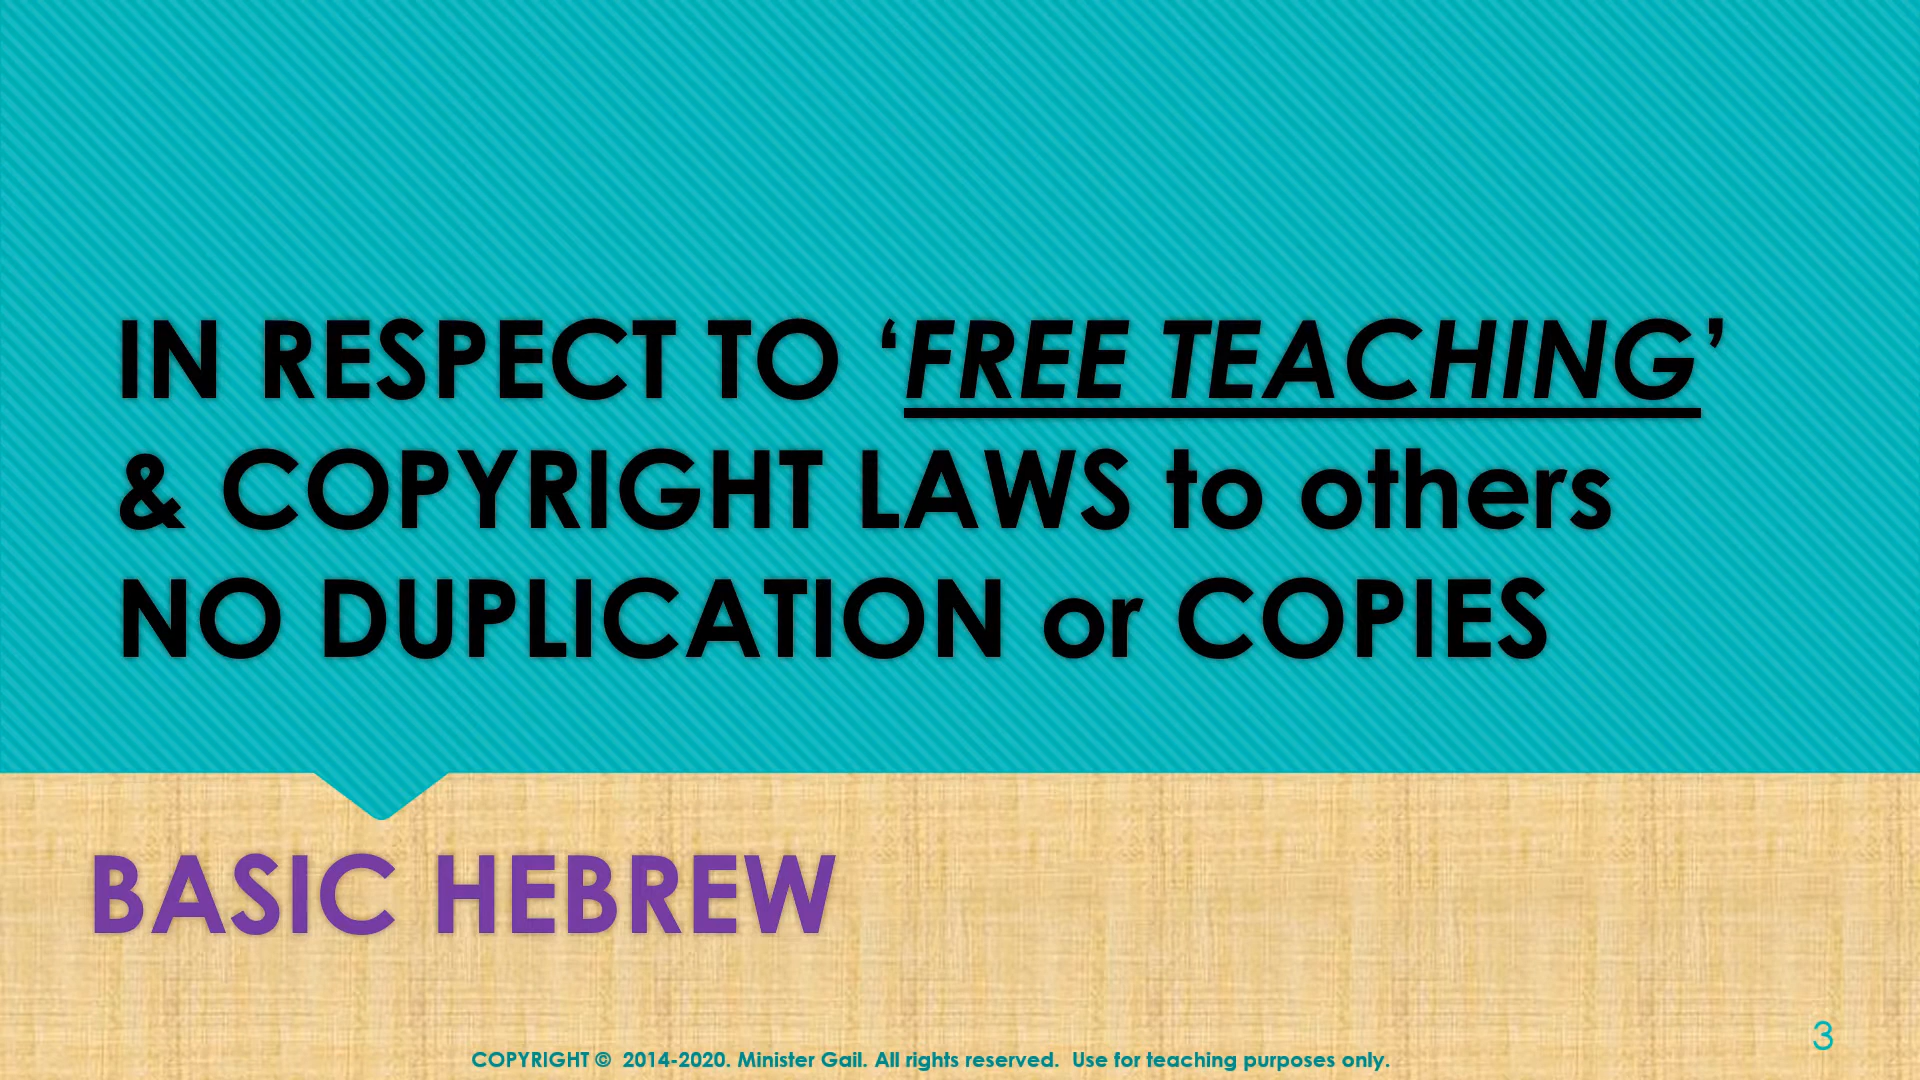 IN RESPECT TO ‘FREE TEACHING’
& COPYRIGHT LAWS to others
NO DUPLICATION or COPIES
BASIC HEBREW
3
COPYRIGHT © 2014-2020. Minister Gail. All rights reserved. Use for teaching purposes only.